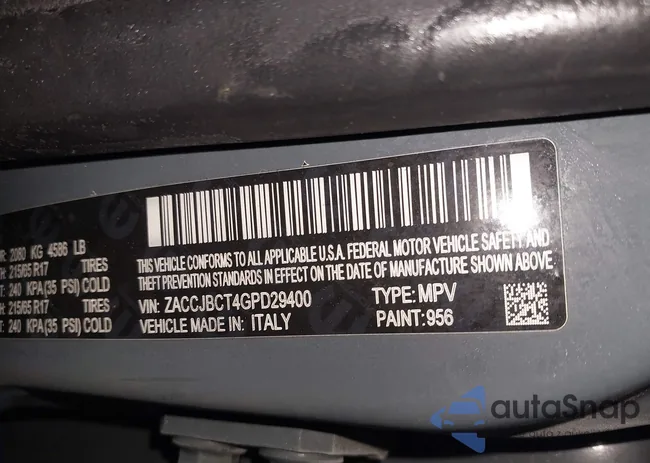 R: 2080 KG 4586 LB
THIS VEHICLE CONFORMS TO ALL APPLICABLE U.S.A. FEDERAL MOTOR VEHICLE SAFETY AND
H: 215/65 R17 TIRES
THEFT PREVENTION STANDARDS IN EFFECT ON THE DATE OF MANUFACTURE SHOWN ABOVE.
T: 240 KPA(35 PSI) COLD
VIN: ZACCJBCT4GPD29400 TYPE: MPV
H: 215/65 R17 TIRES
VEHICLE MADE IN: ITALY PAINT:956
T: 240 KPA(35 PSI) COLD
autoSnap